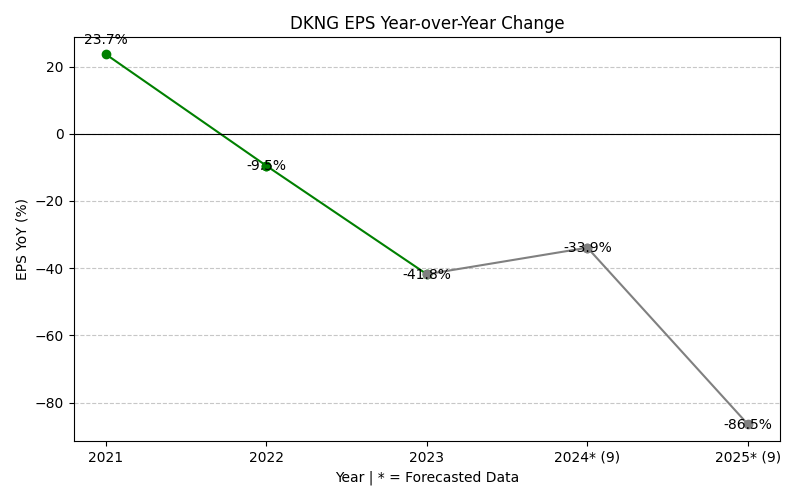 DKNG EPS Year-over-Year Change
23.7%
20
0
-9.5%
−20
EPS YoY (%)
-33.9%
−40
-41.8%
−60
−80
-86.5%
2021 2022 2023 2024* (9) 2025* (9)
Year | * = Forecasted Data